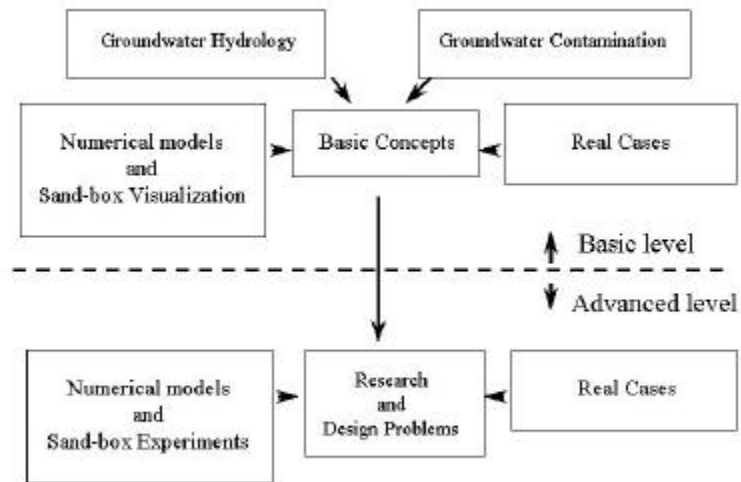 Groundwater Hydrology
Groundwater Contamination
Numerical models
and
Sand-box Visualization
Basic Concepts
Real Cases
Basic level
Advanced level
Numerical models
and
Sand-box Experiments
Research
and
Design Problems
Real Cases